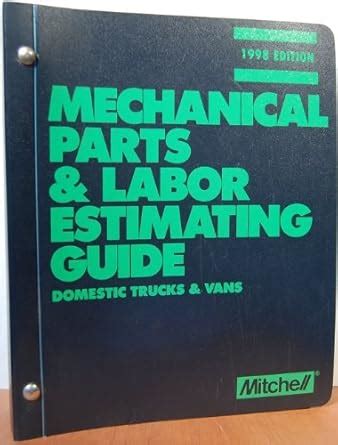 1998 EDITION
MECHANICAL
PARTS
& LABOR
ESTIMATING
GUIDE
DOMESTIC TRUCKS & VANS
Mitchell®